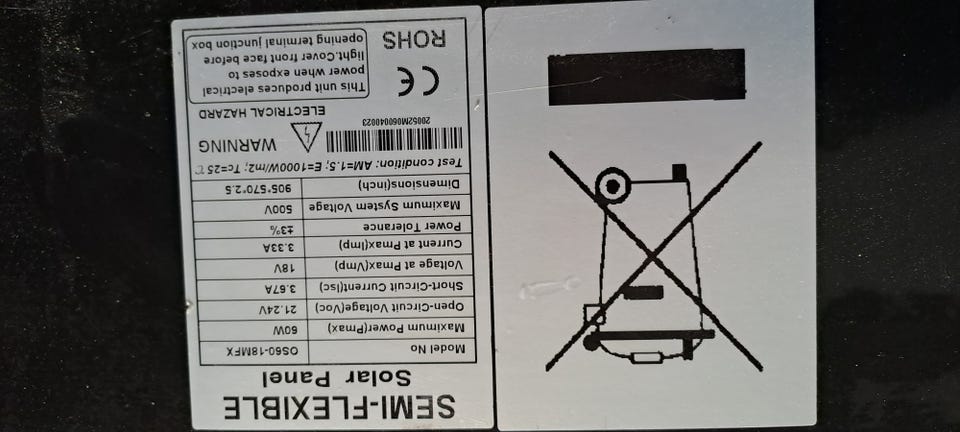 SEMI-FLEXIBLE
Solar Panel
Model No OS60-18MFX
Maximum Power(Pmax) 60W
Open-Circuit Voltage(Voc) 21.24V
Short-Circuit Current(Isc) 3.67A
Voltage at Pmax(Vmp) 18V
Current at Pmax(Imp) 3.33A
Power Tolerance ±3%
Maximum System Voltage 500V
Dimensions(inch) 905*570*2.5
Test condition: AM=1.5; E=1000W/m2; Tc=25℃
20052M060040023
WARNING
ELECTRICAL HAZARD
CE
ROHS
This unit produces electrical
power when exposes to
light.Cover front face before
opening terminal junction box